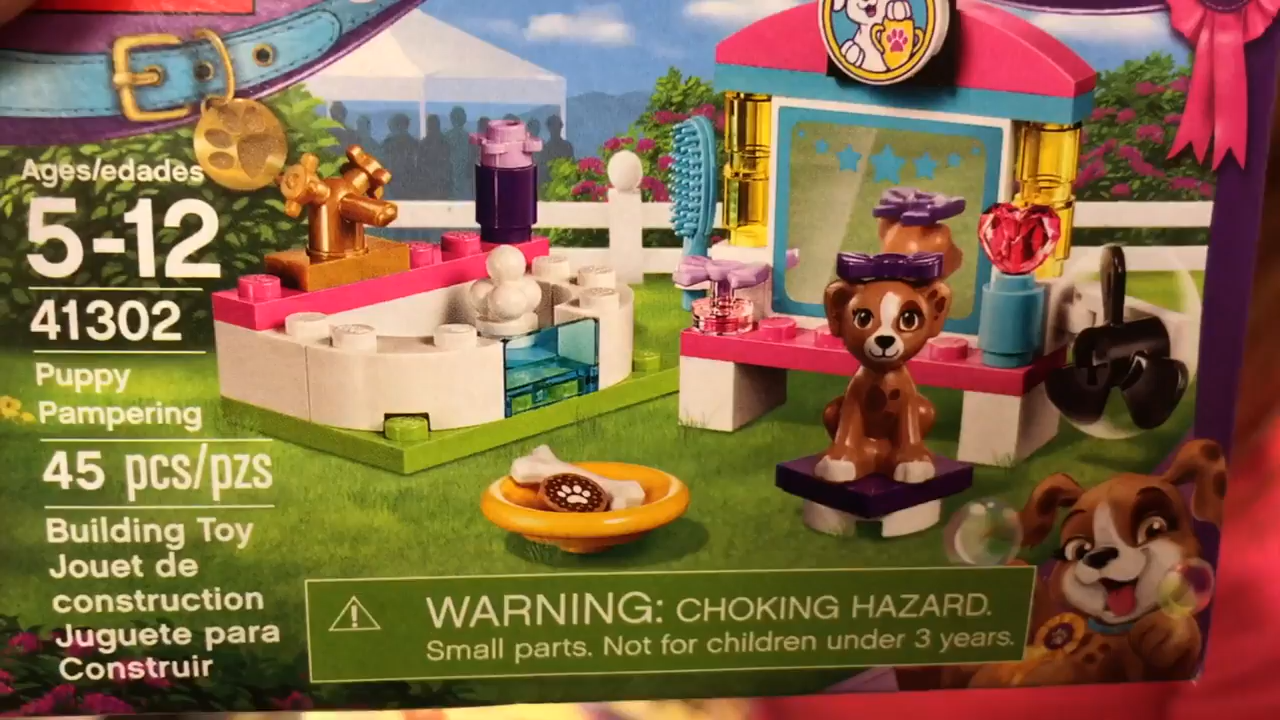 Ages/edades
5-12
41302
Puppy
Pampering
45 pcs/pzs
Building Toy
Jouet de
construction
Juguete para
Construir
WARNING: CHOKING HAZARD.
Small parts. Not for children under 3 years.